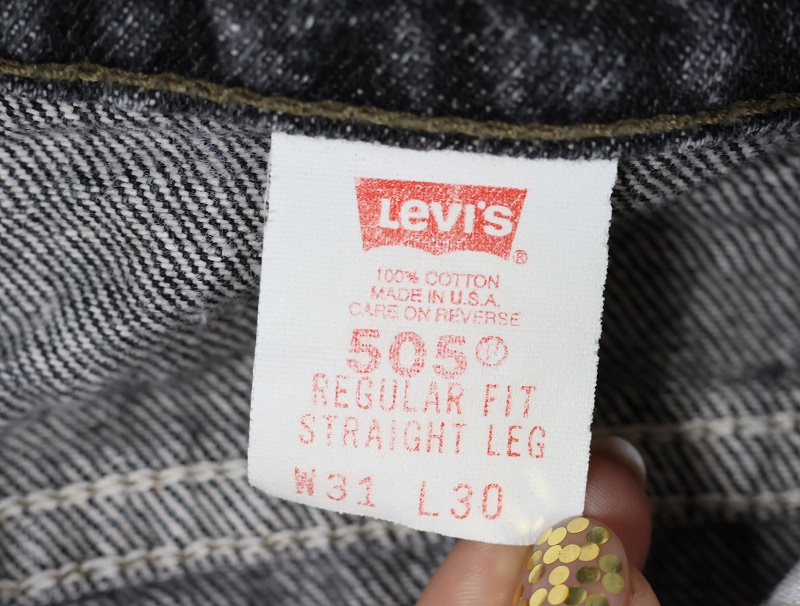 Levi's®
100% COTTON
MADE IN U.S.A.
CARE ON REVERSE
505®
REGULAR FIT
STRAIGHT LEG
W31 L30